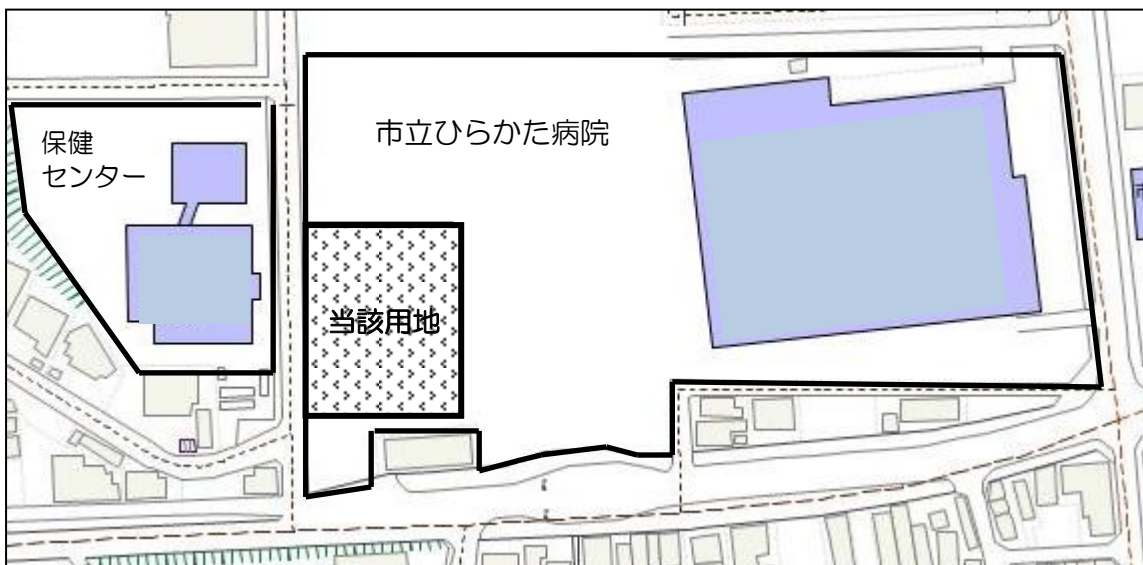 保健
センター
市立ひらかた病院
当該用地